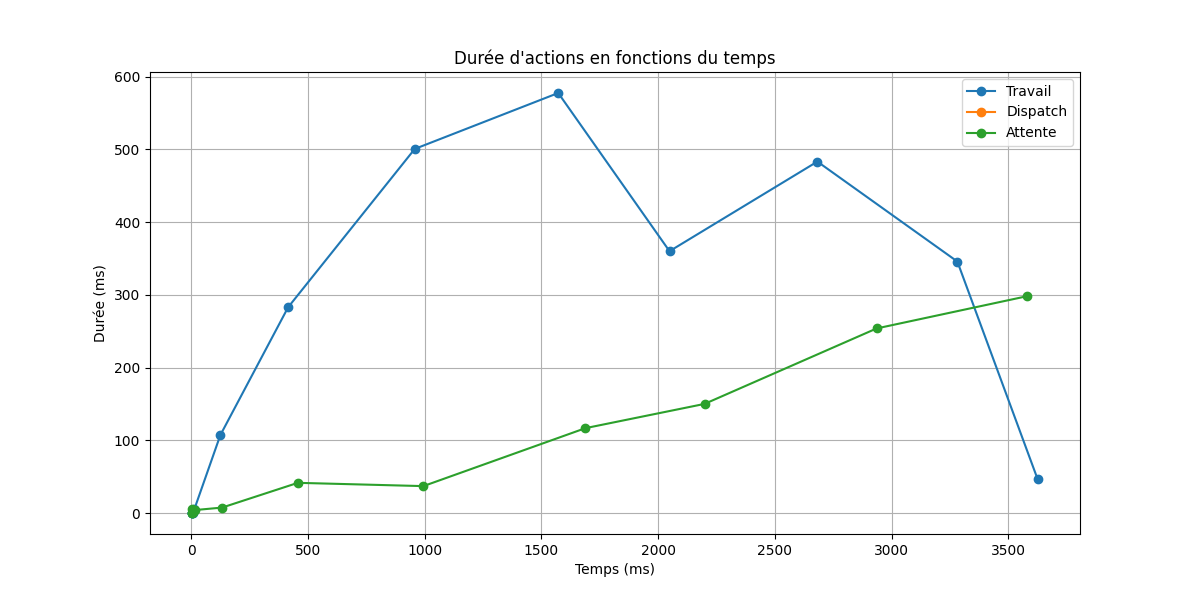 Durée d'actions en fonctions du temps
Travail
Dispatch
Attente
Durée (ms)
600
500
400
300
200
100
0
0 500 1000 1500 2000 2500 3000 3500
Temps (ms)